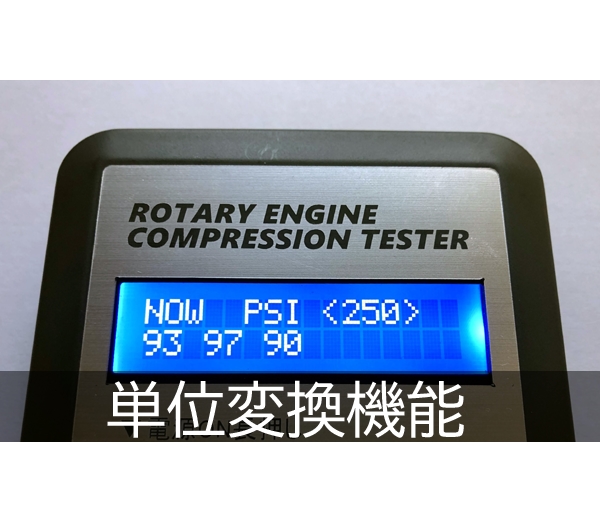 ROTARY ENGINE
COMPRESSION TESTER
NOW PSI <250>
93 97 90
単位変換機能